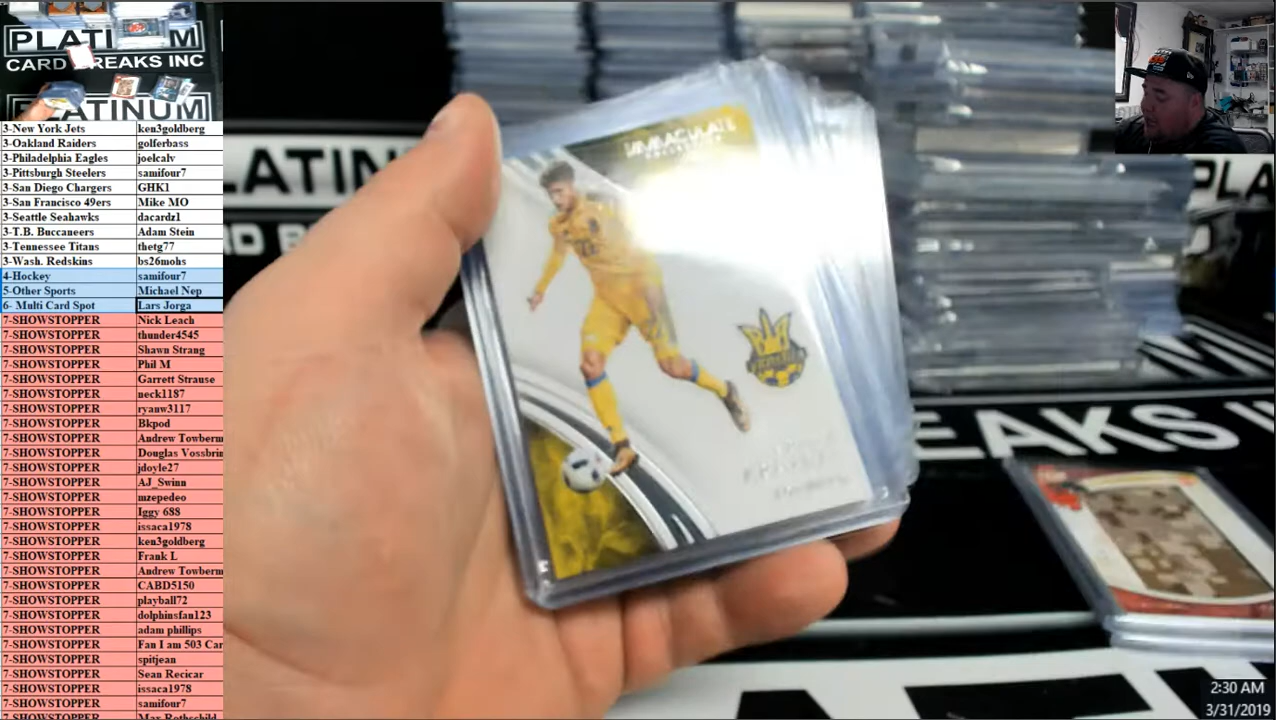 PLATINUM
CARD BREAKS INC
PLATINUM
3-New York Jets ken3goldberg
3-Oakland Raiders golferbass
3-Philadelphia Eagles joelcalv
3-Pittsburgh Steelers samifour7
3-San Diego Chargers GHK1
3-San Francisco 49ers Mike MO
3-Seattle Seahawks dacardz1
3-T.B. Buccaneers Adam Stein
3-Tennessee Titans thetg77
3-Wash. Redskins bs26mohs
4-Hockey samifour7
5-Other Sports Michael Nep
6- Multi Card Spot Lars Jorga
7-SHOWSTOPPER Nick Leach
7-SHOWSTOPPER thunder4545
7-SHOWSTOPPER Shawn Strang
7-SHOWSTOPPER Phil M
7-SHOWSTOPPER Garrett Strause
7-SHOWSTOPPER neck1187
7-SHOWSTOPPER ryanw3117
7-SHOWSTOPPER Bkpod
7-SHOWSTOPPER Andrew Towberm
7-SHOWSTOPPER Douglas Vossbrin
7-SHOWSTOPPER jdoyle27
7-SHOWSTOPPER AJ_Swinn
7-SHOWSTOPPER mzepedeo
7-SHOWSTOPPER Iggy 688
7-SHOWSTOPPER issaca1978
7-SHOWSTOPPER ken3goldberg
7-SHOWSTOPPER Frank L
7-SHOWSTOPPER Andrew Towberm
7-SHOWSTOPPER CABD5150
7-SHOWSTOPPER playball72
7-SHOWSTOPPER dolphinsfan123
7-SHOWSTOPPER adam phillips
7-SHOWSTOPPER Fan I am 503 Car
7-SHOWSTOPPER spitjean
7-SHOWSTOPPER Sean Recicar
7-SHOWSTOPPER issaca1978
7-SHOWSTOPPER samifour7
7-SHOWSTOPPER Max Rothschild
IMMACULATE
COLLECTION
LATIN
RD B
PLA
CAR
EAKS I
2:30 AM
3/31/2019